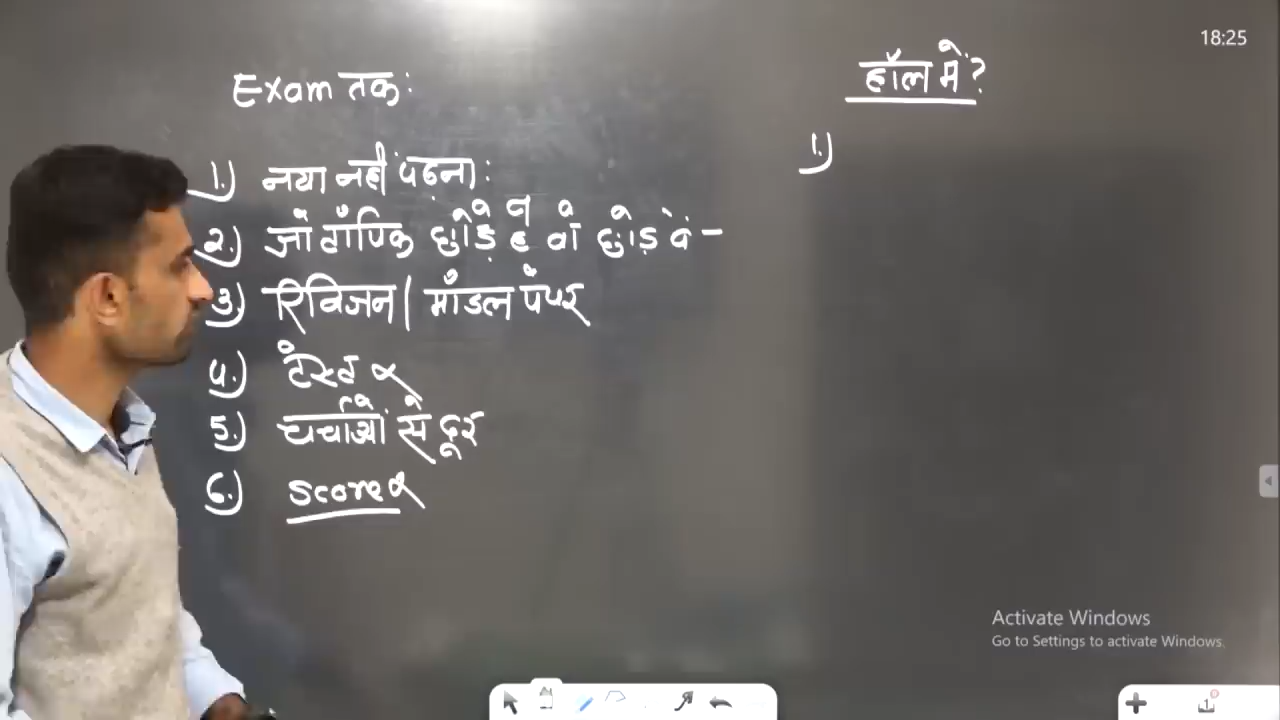 18:25
Exam तक:
1.) नया नहीं पढ़ना:
2.) जो टॉपिक छोड़े है वो छोड़ दें -
3.) रिविजन | मॉडल पेपर
4.) टेस्ट
5.) चर्चाओं से दूर
6.) Score
हॉल में?
1.)
Activate Windows
Go to Settings to activate Windows.